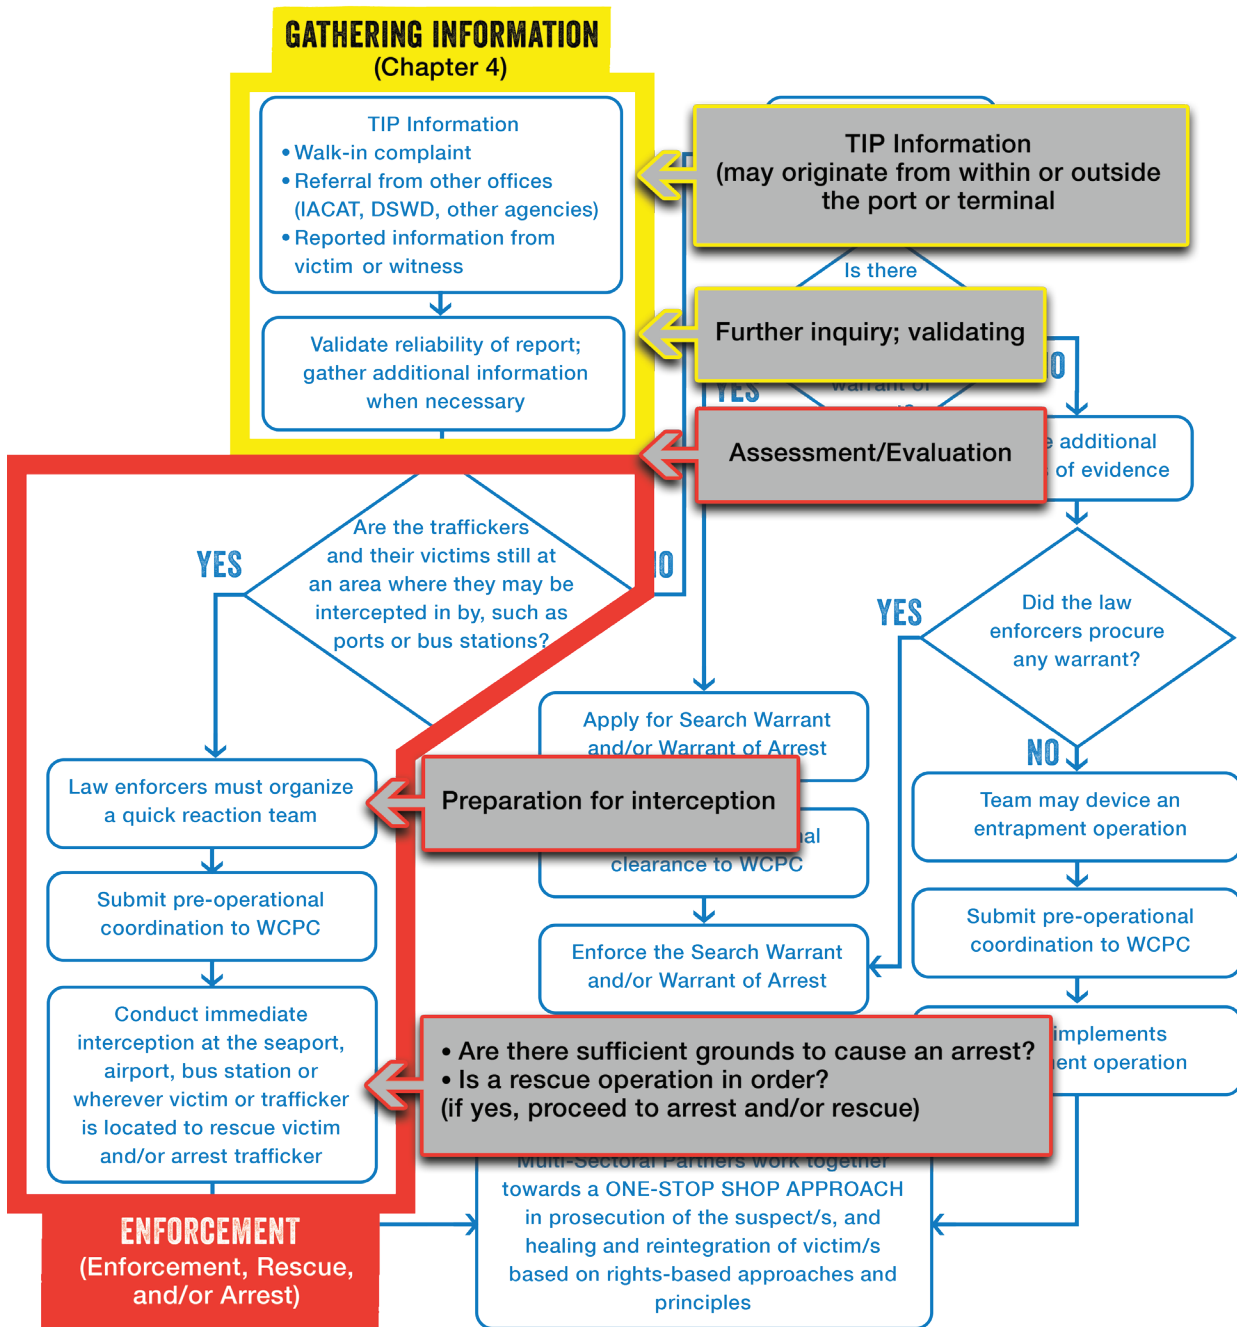 GATHERING INFORMATION
(Chapter 4)
TIP Information
• Walk-in complaint
• Referral from other offices
(IACAT, DSWD, other agencies)
• Reported information from
victim or witness
Validate reliability of report;
gather additional information
when necessary
TIP Information
(may originate from within or outside
the port or terminal
Is there
Further inquiry; validating
warrant of
YES
NO
Assessment/Evaluation
additional
of evidence
Are the traffickers
and their victims still at
an area where they may be
intercepted in by, such as
ports or bus stations?
YES
NO
Did the law
enforcers procure
any warrant?
YES
NO
Law enforcers must organize
a quick reaction team
Submit pre-operational
coordination to WCPC
Conduct immediate
interception at the seaport,
airport, bus station or
wherever victim or trafficker
is located to rescue victim
and/or arrest trafficker
Preparation for interception
Apply for Search Warrant
and/or Warrant of Arrest
clearance to WCPC
Enforce the Search Warrant
and/or Warrant of Arrest
Team may device an
entrapment operation
Submit pre-operational
coordination to WCPC
implements
operation
• Are there sufficient grounds to cause an arrest?
• Is a rescue operation in order?
(if yes, proceed to arrest and/or rescue)
Multi-Sectoral Partners work together
towards a ONE-STOP SHOP APPROACH
in prosecution of the suspect/s, and
healing and reintegration of victim/s
based on rights-based approaches and
principles
ENFORCEMENT
(Enforcement, Rescue,
and/or Arrest)